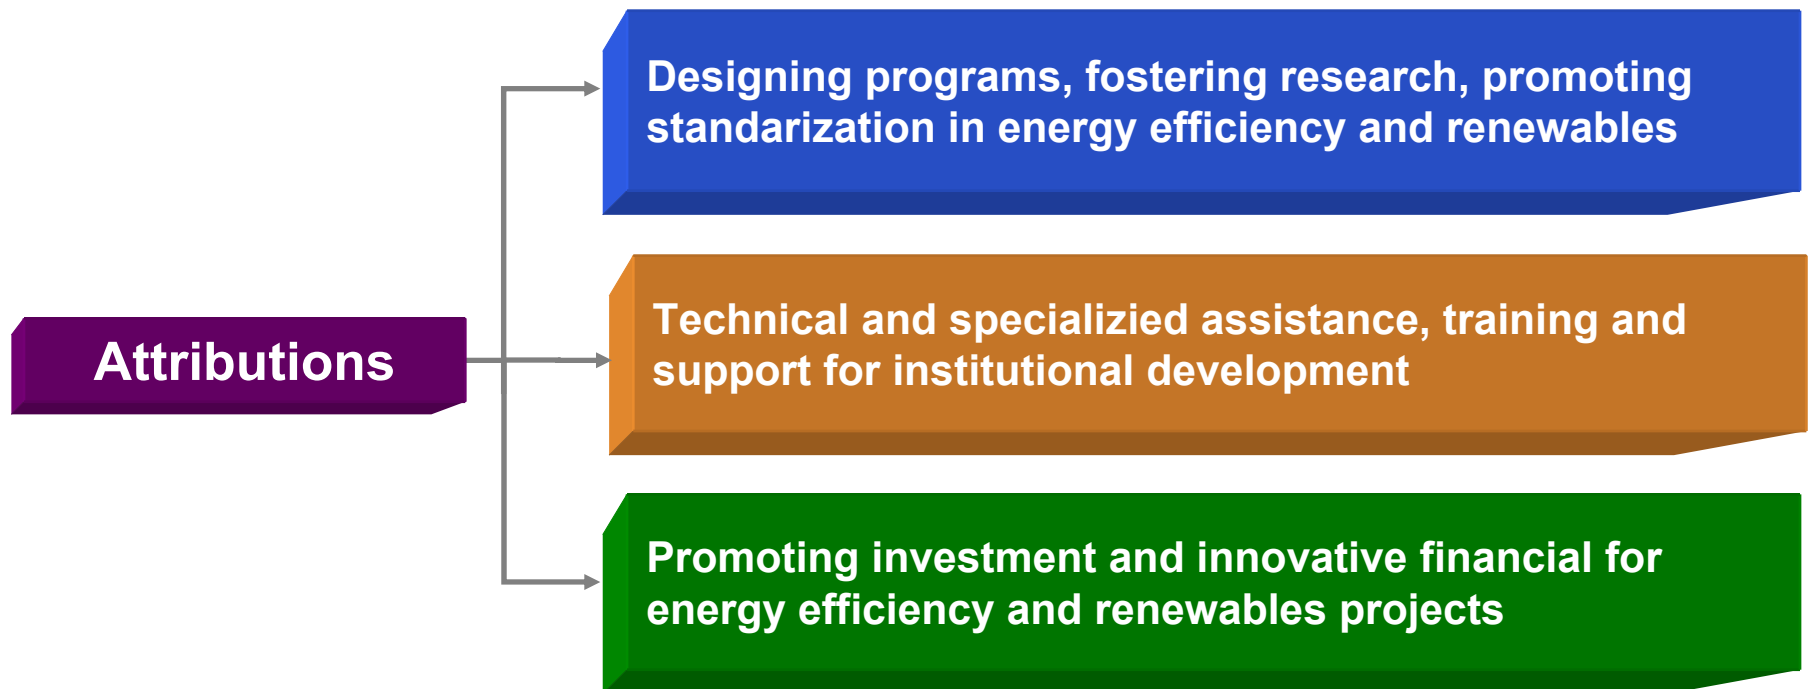 Designing programs, fostering research, promoting
standarization in energy efficiency and renewables
Attributions
Technical and specializied assistance, training and
support for institutional development
Promoting investment and innovative financial for
energy efficiency and renewables projects